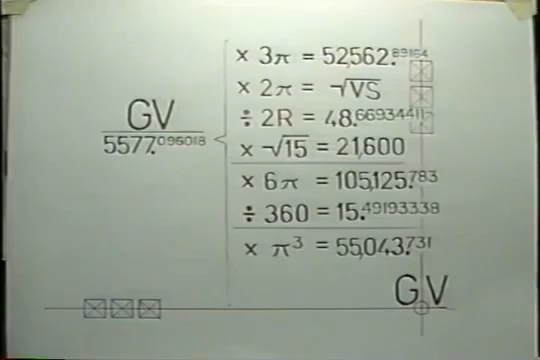 GV
5577.096018
× 3π = 52,562.89164
× 2π = √VS
÷ 2R = 48.66934411
× √15 = 21,600
× 6π = 105,125.783
÷ 360 = 15.49193338
× π³ = 55,043.731
GV